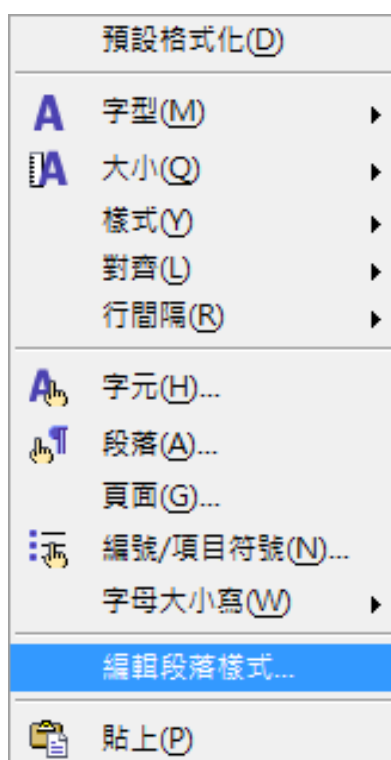 預設格式化(D)
字型(M)
大小(Q)
樣式(Y)
對齊(L)
行間隔(R)
字元(H)...
段落(A)...
頁面(G)...
編號/項目符號(N)...
字母大小寫(W)
編輯段落樣式...
貼上(P)